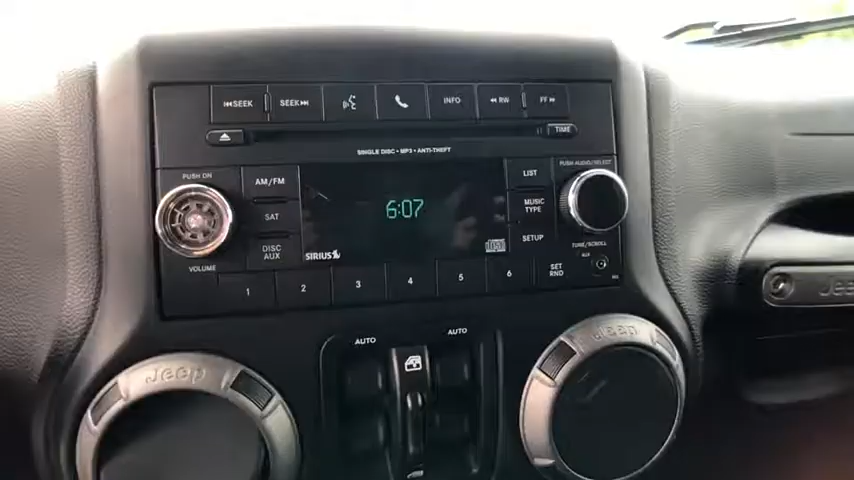 ⏮SEEK SEEK⏭ INFO ◂◂RW FF▸▸
TIME
SINGLE DISC • MP3 • ANTI-THEFT
PUSH ON
PUSH AUDIO/SELECT
AM/FM
LIST
SAT
6:07
MUSIC
TYPE
DISC
AUX
SIRIUS
SETUP
VOLUME
TUNE/SCROLL
AUX
1 2 3 4 5 6
SET
RND
AUTO AUTO
Jeep
Jeep
Jeep